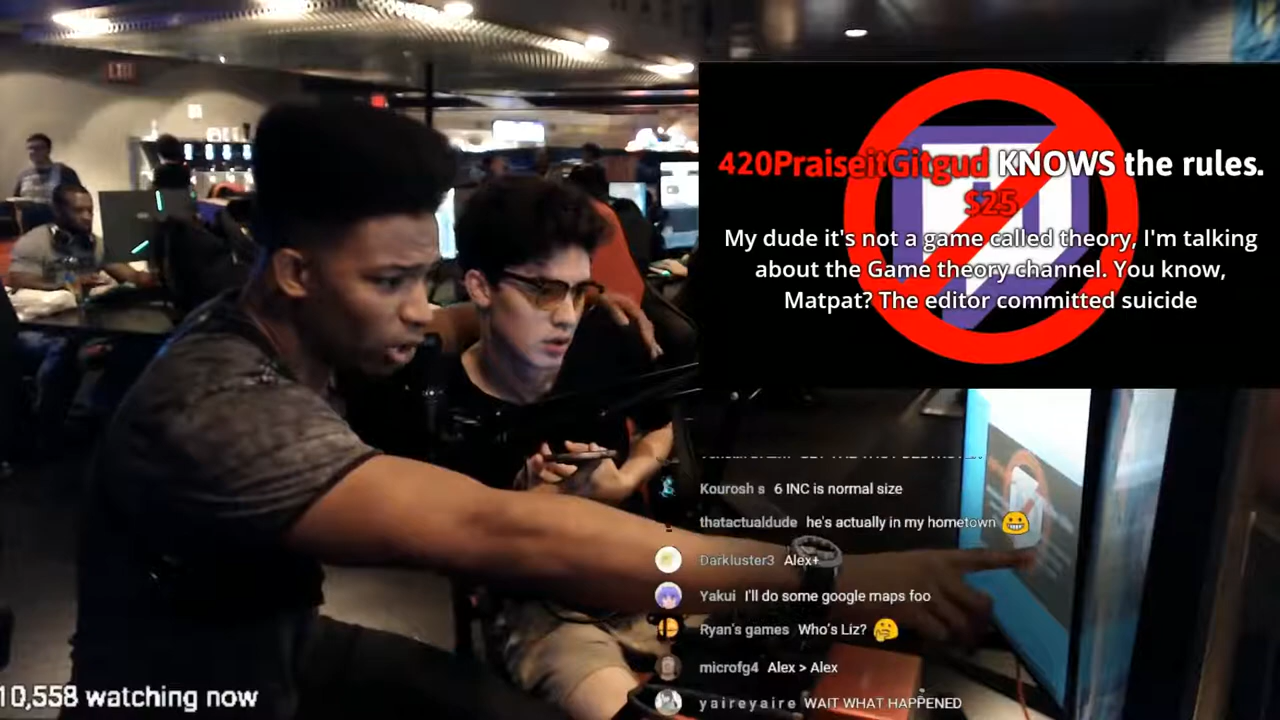 EXIT
420PraiseitGitgud KNOWS the rules.
$25
My dude it's not a game called theory, I'm talking
about the Game theory channel. You know,
Matpat? The editor committed suicide
Kourosh s 6 INC is normal size
thatactualdude he's actually in my hometown 😬
Darkluster3 Alex+
Yakui I'll do some google maps foo
Ryan's games Who's Liz? 🤔
microfg4 Alex > Alex
yaireyaire WAIT WHAT HAPPENED
10,558 watching now